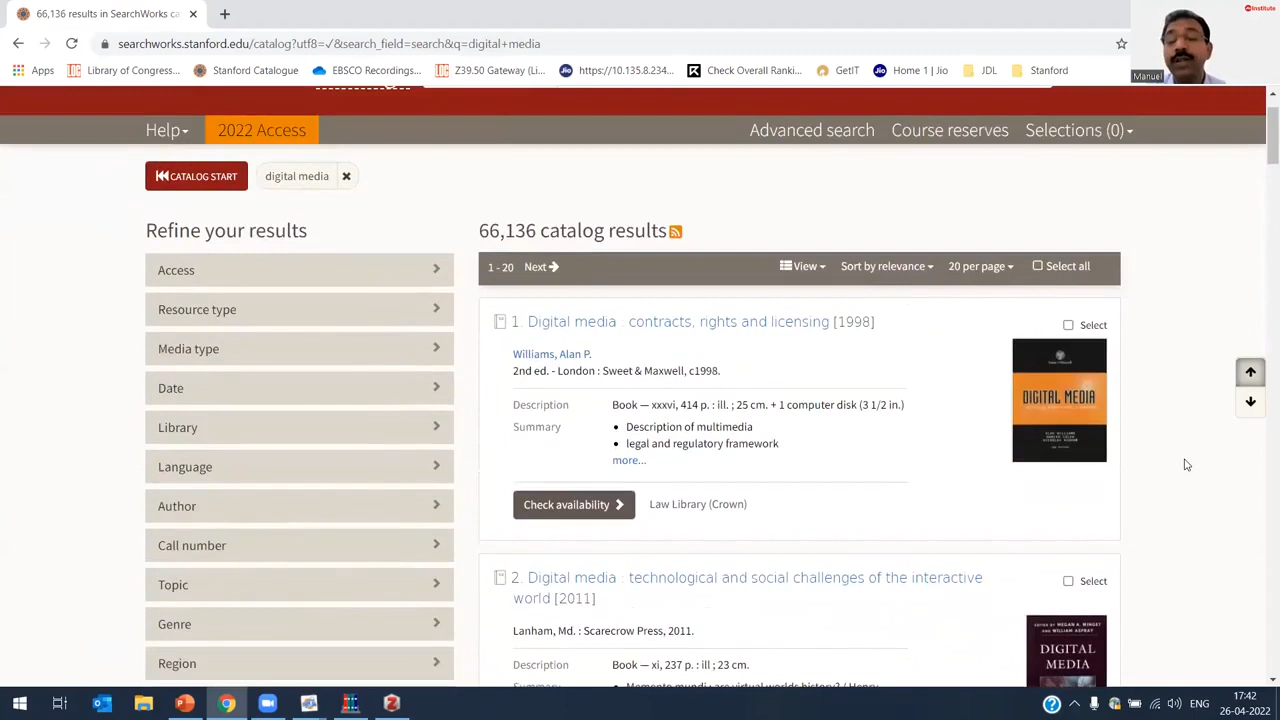 66,136 results in SearchWorks ca
searchworks.stanford.edu/catalog?utf8=✓&search_field=search&q=digital+media
Apps
Library of Congress...
Stanford Catalogue
EBSCO Recordings...
Z39.50 Gateway (Li...
https://10.135.8.234...
Check Overall Ranki...
GetIT
Home 1 | Jio
JDL
Stanford
Institute
Manuel
Help
2022 Access
Advanced search
Course reserves
Selections (0)
CATALOG START
digital media
Refine your results
Access
Resource type
Media type
Date
Library
Language
Author
Call number
Topic
Genre
Region
66,136 catalog results
1 - 20 Next
View
Sort by relevance
20 per page
Select all
1. Digital media : contracts, rights and licensing [1998]
Select
Williams, Alan P.
2nd ed. - London : Sweet & Maxwell, c1998.
Description Book — xxxvi, 414 p. : ill. ; 25 cm. + 1 computer disk (3 1/2 in.)
Summary • Description of multimedia
• legal and regulatory framework
more...
Check availability
Law Library (Crown)
DIGITAL MEDIA
2. Digital media : technological and social challenges of the interactive
world [2011]
Select
Lanham, Md. : Scarecrow Press, 2011.
Description Book — xi, 237 p. : ill ; 23 cm.
EDITED BY MEGAN A. WINGET
AND WILLIAM ASPRAY
DIGITAL
MEDIA
ENG
17:42
26-04-2022